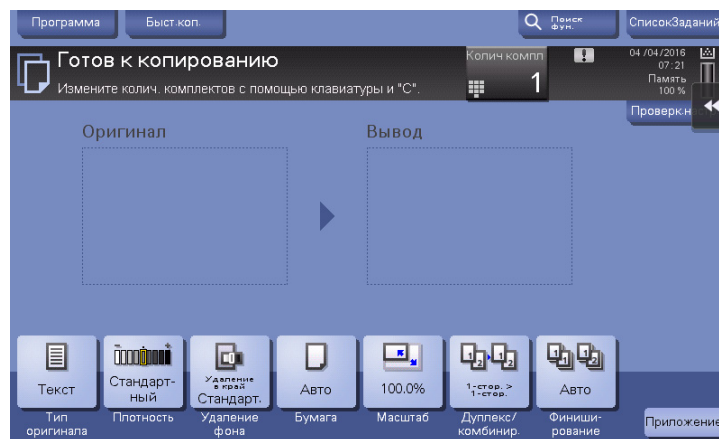 Программа
Быст.коп.
Поиск
фун.
СписокЗаданий
Готов к копированию
Измените колич. комплектов с помощью клавиатуры и "C".
Колич компл
1
04/04/2016
07:21
Память
100 %
Проверк.н
Оригинал
Вывод
Текст
Тип
оригинала
Стандарт-
ный
Плотность
Удаление
в край
Стандарт.
Удаление
фона
Авто
Бумага
100.0%
Масштаб
1-стор. >
1-стор.
Дуплекс/
комбинир.
Авто
Финиши-
рование
Приложение